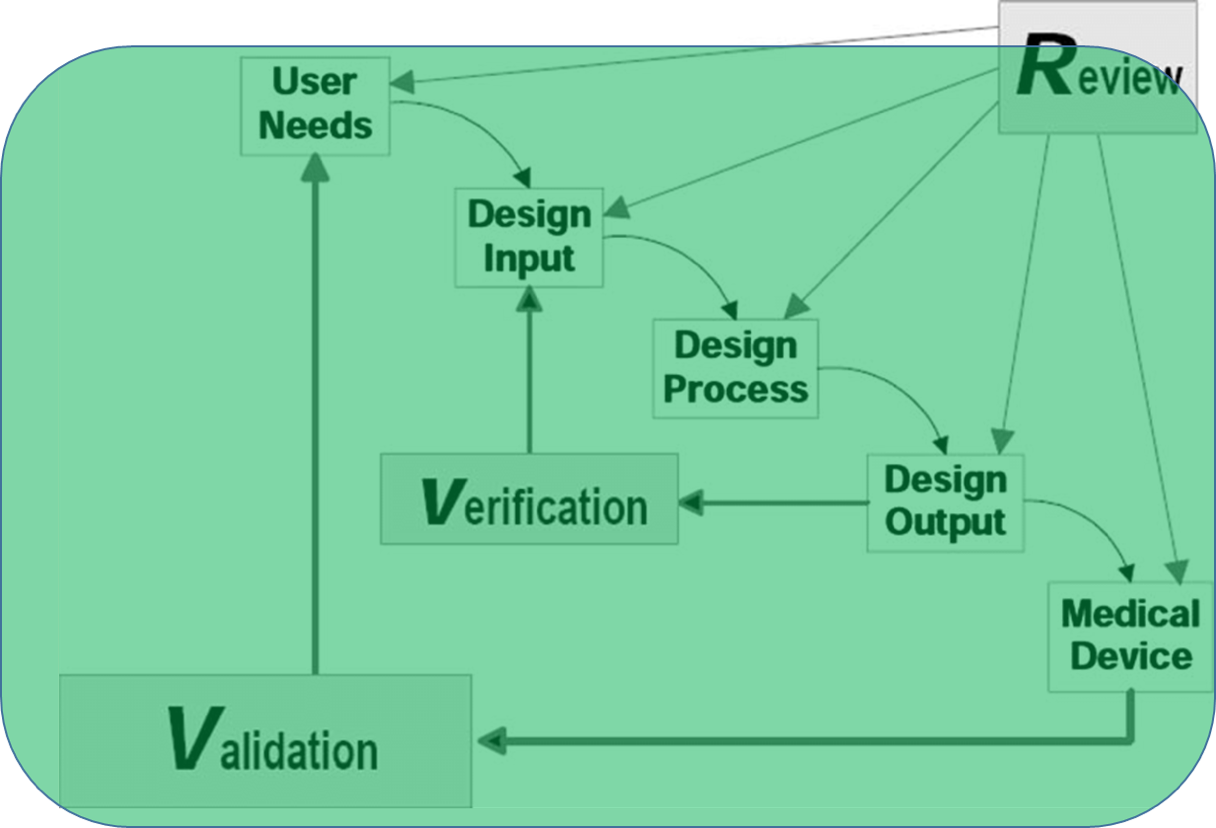 Review
User
Needs
Design
Input
Design
Process
Design
Output
Verification
Medical
Device
Validation